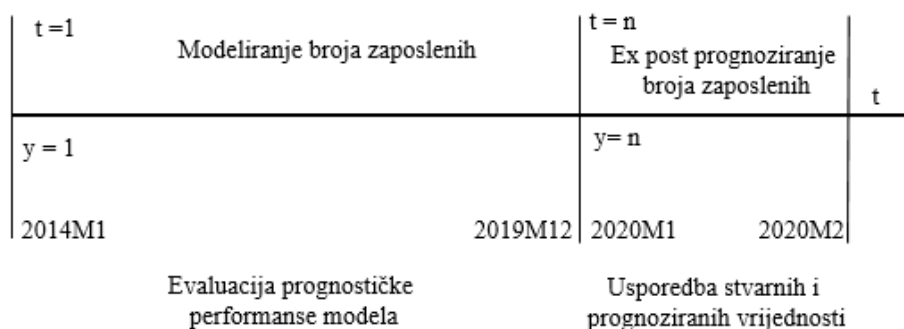 t =1
Modeliranje broja zaposlenih
t = n
Ex post prognoziranje
broja zaposlenih
t
y = 1
y= n
2014M1
2019M12
2020M1
2020M2
Evaluacija prognostičke
performanse modela
Usporedba stvarnih i
prognoziranih vrijednosti